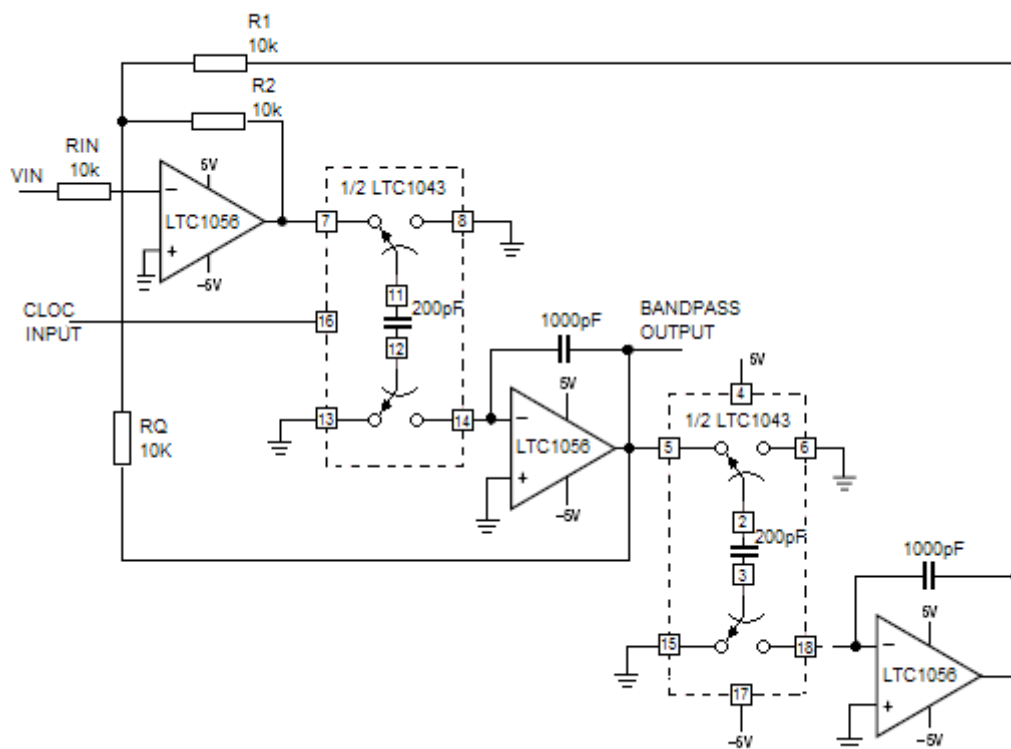 R1
10k
R2
10k
RIN
10k
VIN
5V
LTC1056
-5V
1/2 LTC1043
7
8
11
200pF
12
CLOC
INPUT
16
13
14
RQ
10K
1000pF
BANDPASS
OUTPUT
5V
LTC1056
-5V
5V
4
1/2 LTC1043
5
6
2
200pF
3
15
18
17
-5V
1000pF
5V
LTC1056
-5V